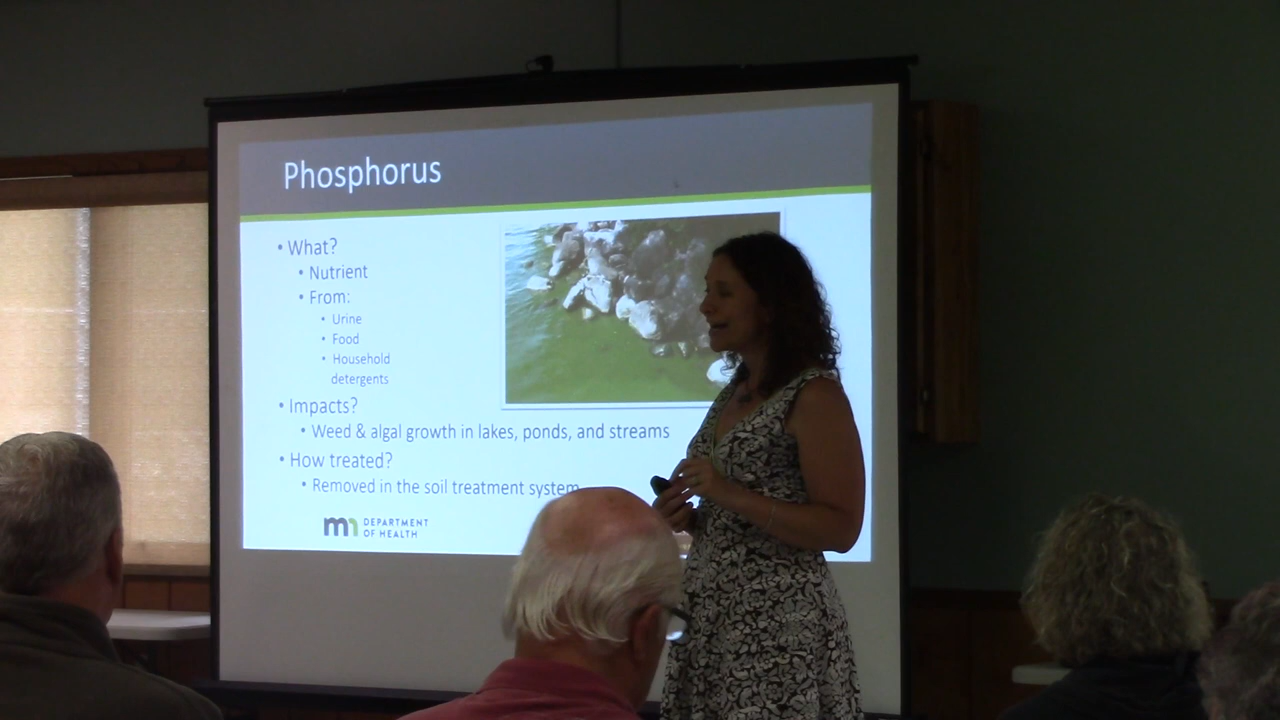 Phosphorus
• What?
• Nutrient
• From:
• Urine
• Food
• Household
detergents
• Impacts?
• Weed & algal growth in lakes, ponds, and streams
• How treated?
• Removed in the soil treatment system
mn DEPARTMENT
OF HEALTH